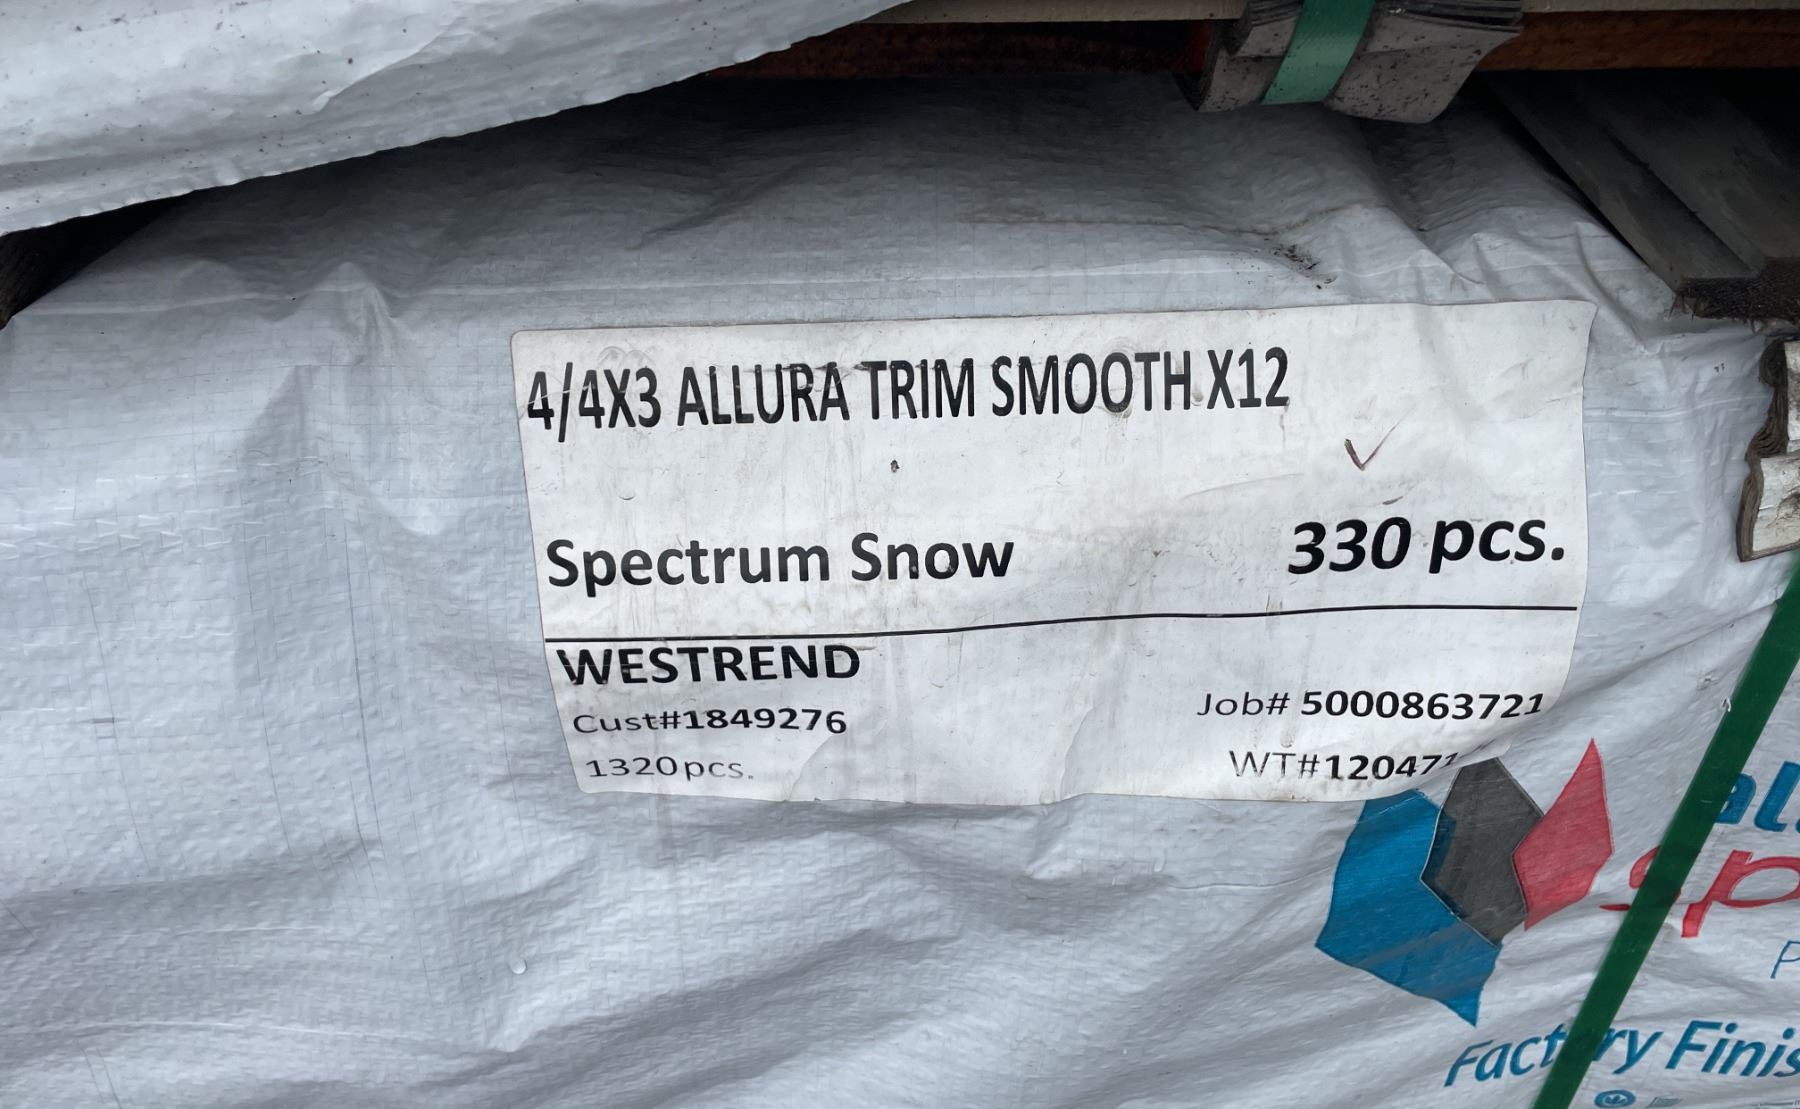 4/4X3 ALLURA TRIM SMOOTH X12
Spectrum Snow 330 pcs.
WESTREND
Cust#1849276 Job# 5000863721
1320pcs.
Factory Finis